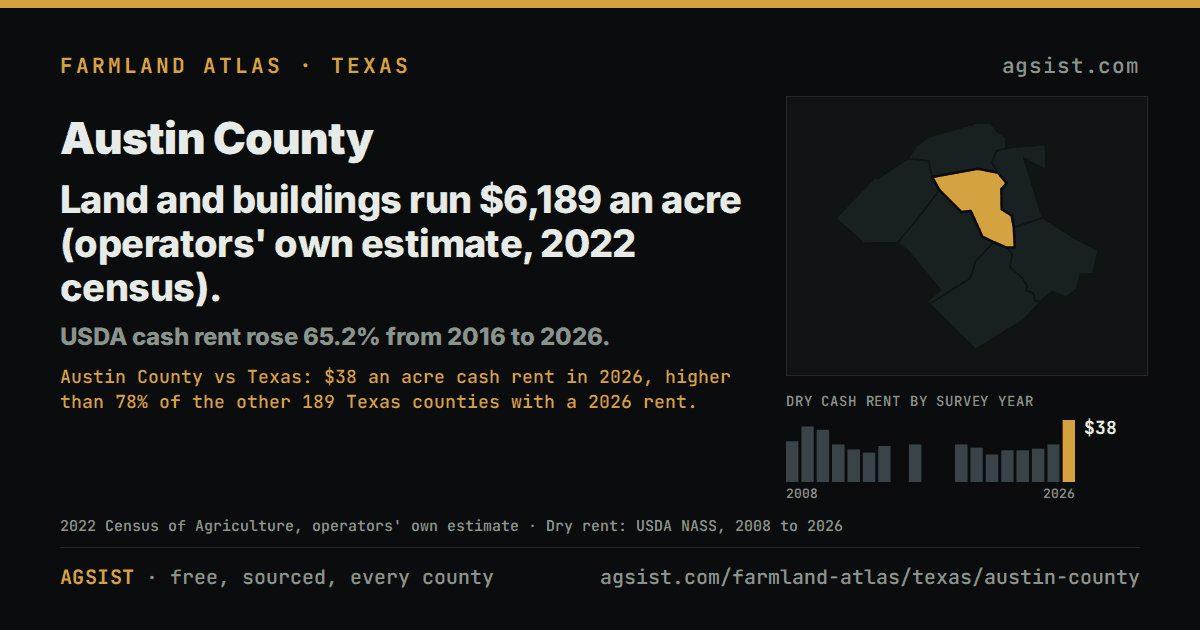 FARMLAND ATLAS · TEXAS
agsist.com
Austin County
Land and buildings run $6,189 an acre
(operators' own estimate, 2022
census).
USDA cash rent rose 65.2% from 2016 to 2026.
Austin County vs Texas: $38 an acre cash rent in 2026, higher
than 78% of the other 189 Texas counties with a 2026 rent.
DRY CASH RENT BY SURVEY YEAR
$38
2008
2026
2022 Census of Agriculture, operators' own estimate · Dry rent: USDA NASS, 2008 to 2026
AGSIST · free, sourced, every county
agsist.com/farmland-atlas/texas/austin-county